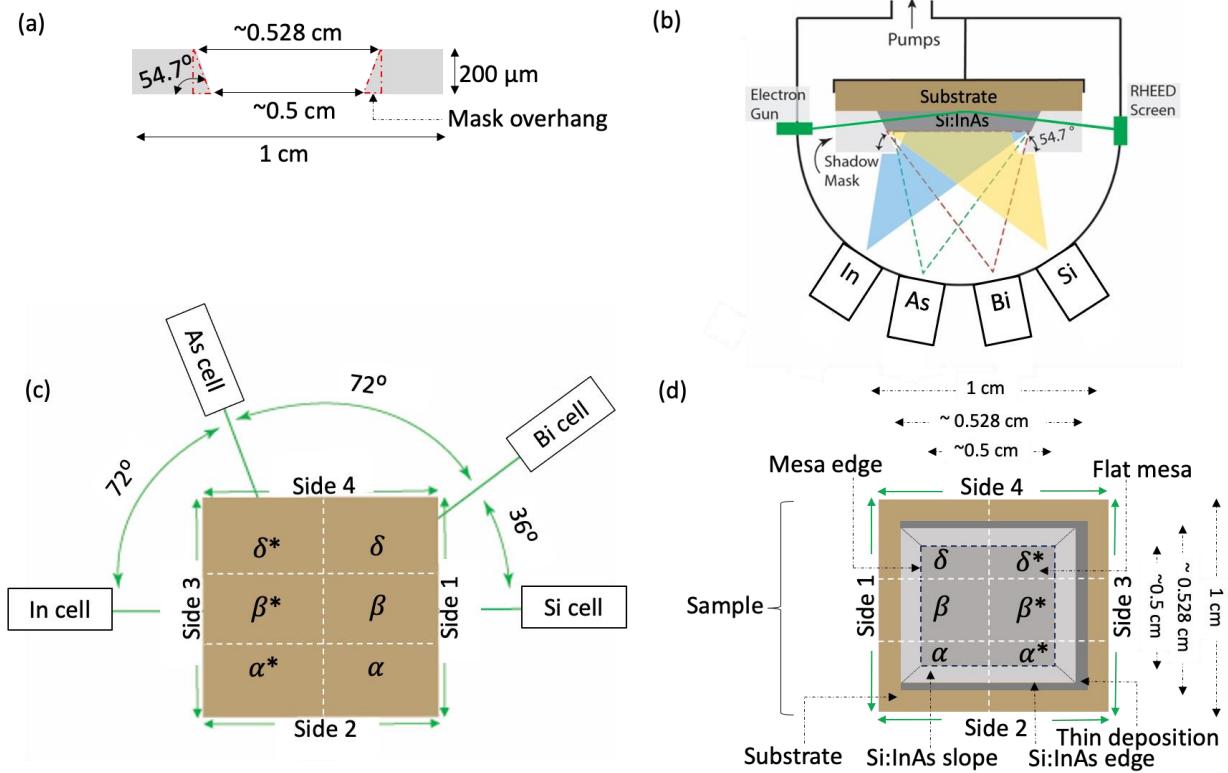 (a)
~0.528 cm
54.7º
200 µm
~0.5 cm
Mask overhang
1 cm
(b)
Pumps
Electron
Gun
Substrate
Si:InAs
RHEED
Screen
Shadow
Mask
54.7 °
In
As
Bi
Si
(c)
As cell
72º
72º
Bi cell
36º
In cell
Si cell
Side 4
Side 3
Side 1
Side 2
δ* δ
β* β
α* α
(d)
1 cm
~ 0.528 cm
~0.5 cm
Mesa edge
Flat mesa
Side 4
Sample
Side 1
Side 3
δ δ*
β β*
α α*
~0.5 cm
~ 0.528 cm
1 cm
Side 2
Thin deposition
Substrate
Si:InAs slope
Si:InAs edge